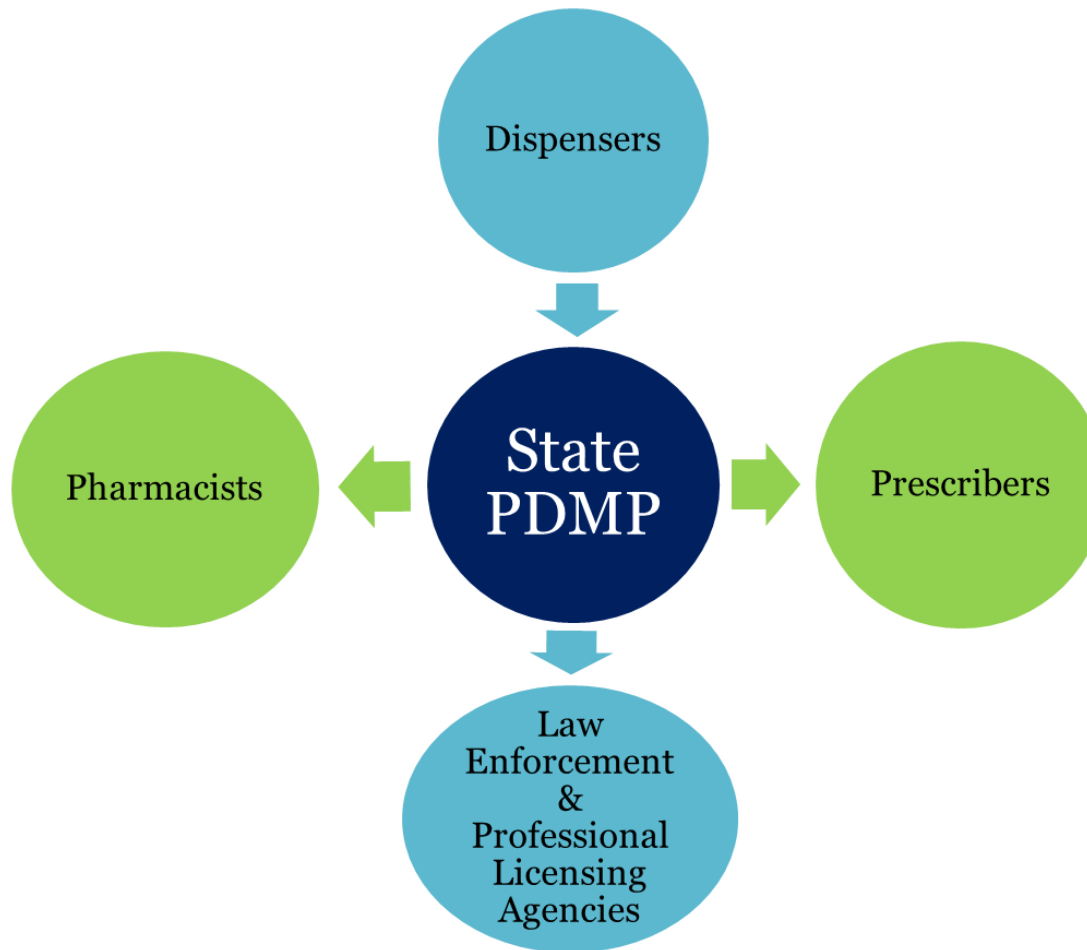 Dispensers
State
PDMP
Pharmacists
Prescribers
Law
Enforcement
&
Professional
Licensing
Agencies